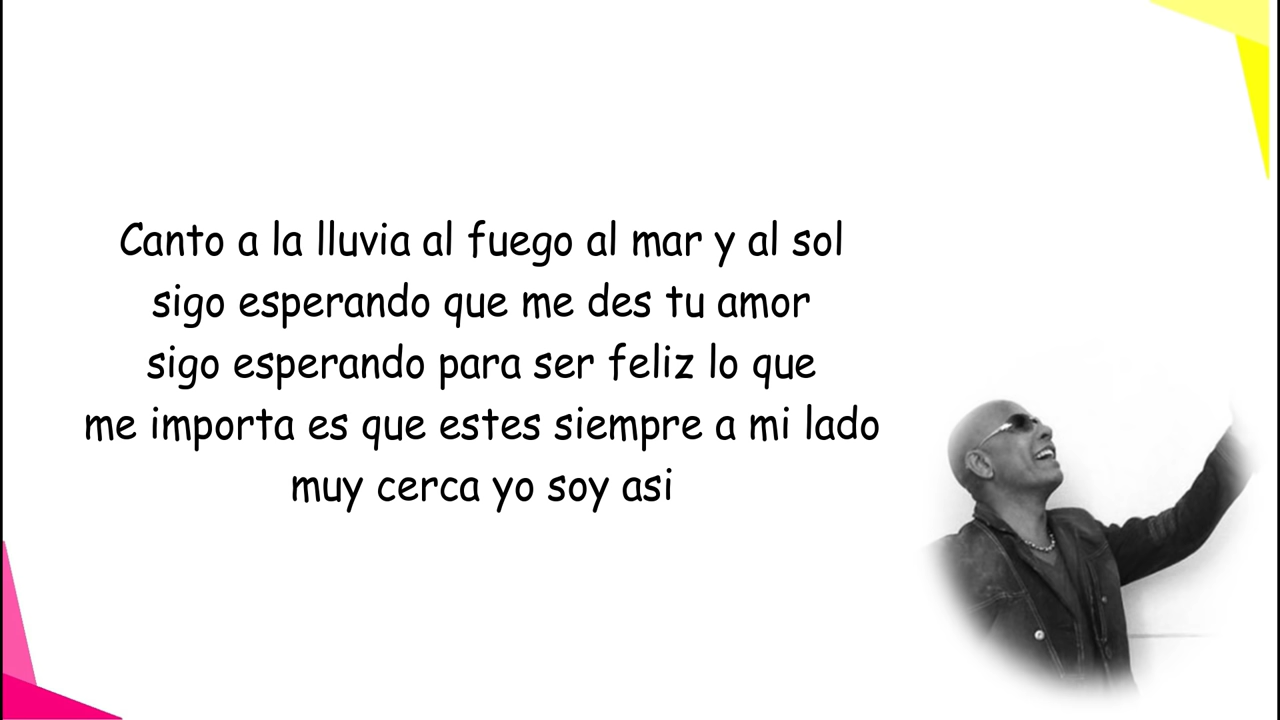 Canto a la lluvia al fuego al mar y al sol
sigo esperando que me des tu amor
sigo esperando para ser feliz lo que
me importa es que estes siempre a mi lado
muy cerca yo soy asi